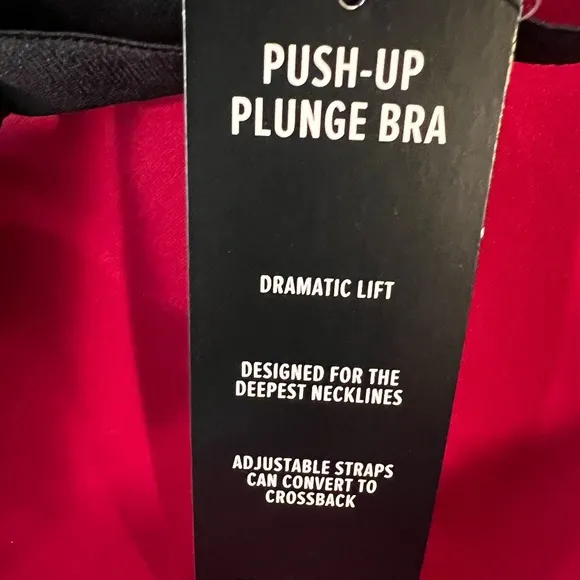 PUSH-UP
PLUNGE BRA
DRAMATIC LIFT
DESIGNED FOR THE
DEEPEST NECKLINES
ADJUSTABLE STRAPS
CAN CONVERT TO
CROSSBACK